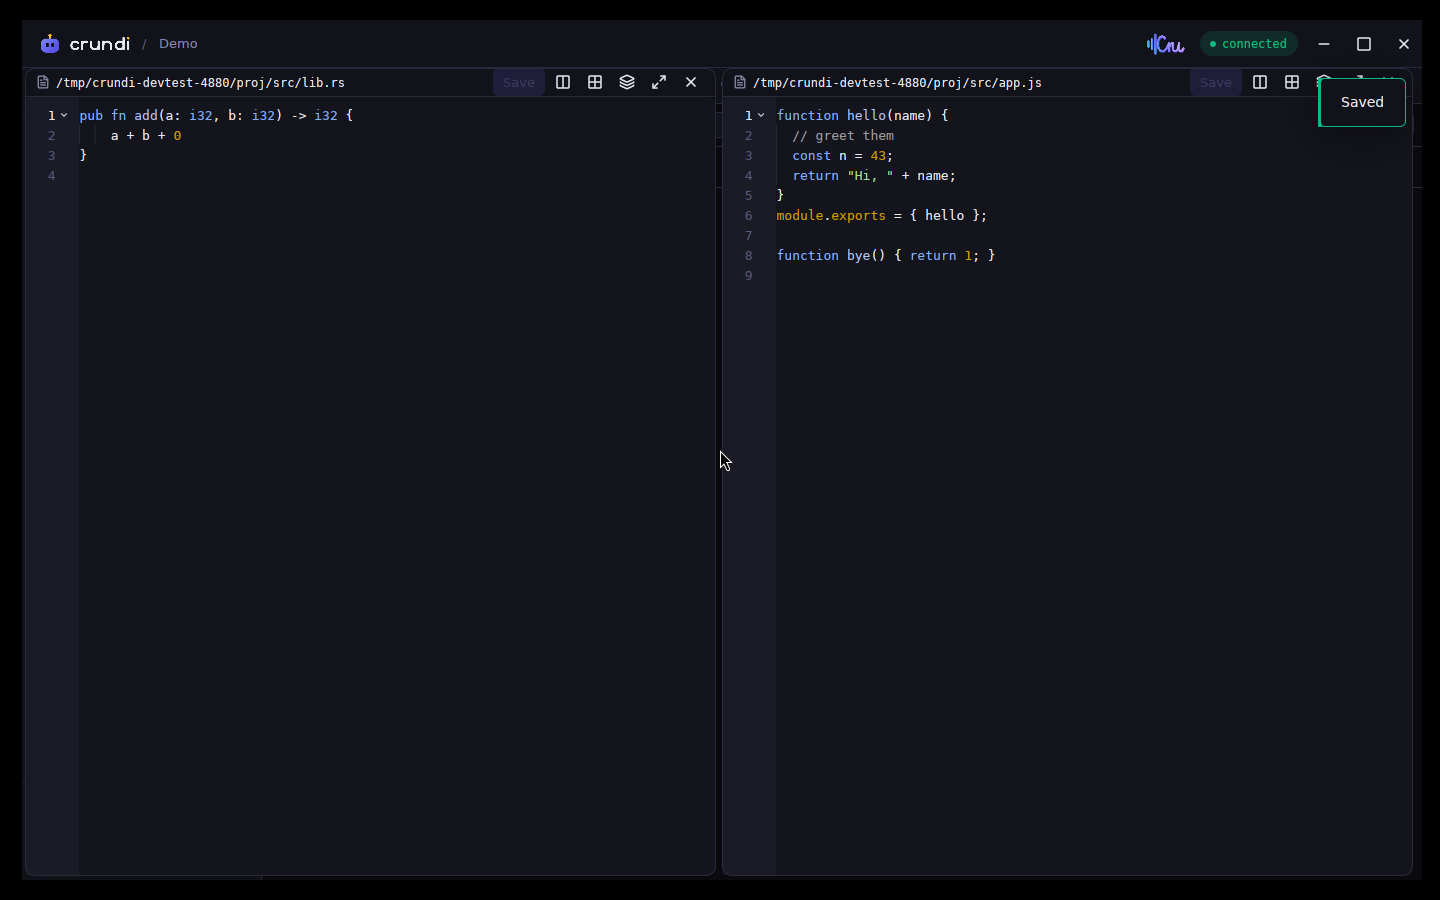 crundi / Demo
Cru
connected
/tmp/crundi-devtest-4880/proj/src/lib.rs
Save
1 pub fn add(a: i32, b: i32) -> i32 {
2     a + b + 0
3 }
4
/tmp/crundi-devtest-4880/proj/src/app.js
Save
Saved
1 function hello(name) {
2   // greet them
3   const n = 43;
4   return "Hi, " + name;
5 }
6 module.exports = { hello };
7
8 function bye() { return 1; }
9